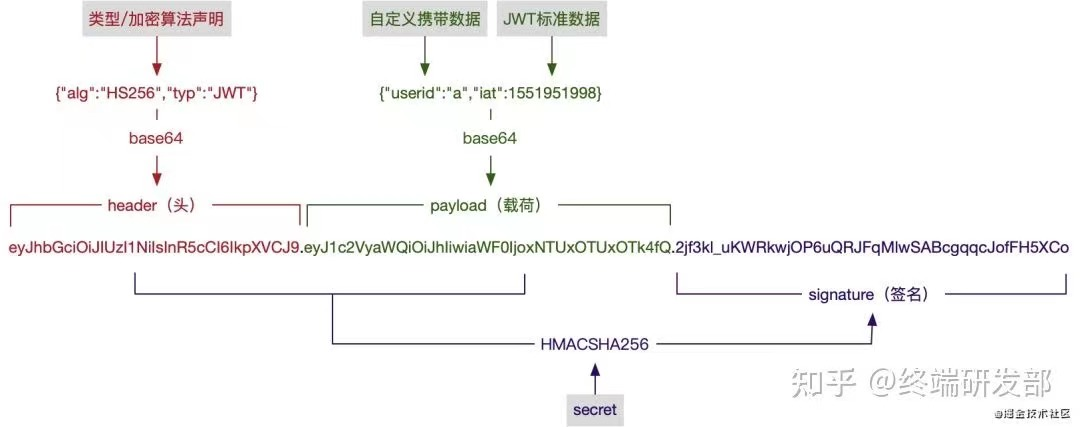 类型/加密算法声明
自定义携带数据
JWT标准数据
{"alg":"HS256","typ":"JWT"}
{"userid":"a","iat":1551951998}
base64
base64
header（头）
payload（载荷）
eyJhbGciOiJIUzI1NiIsInR5cCI6IkpXVCJ9.eyJ1c2VyaWQiOiJhIiwiaWF0IjoxNTUxOTUxOTk4fQ.2jf3kl_uKWRkwjOP6uQRJFqMlwSABcgqqcJofFH5XCo
signature（签名）
HMACSHA256
secret
知乎 @终端研发部
@掘金技术社区